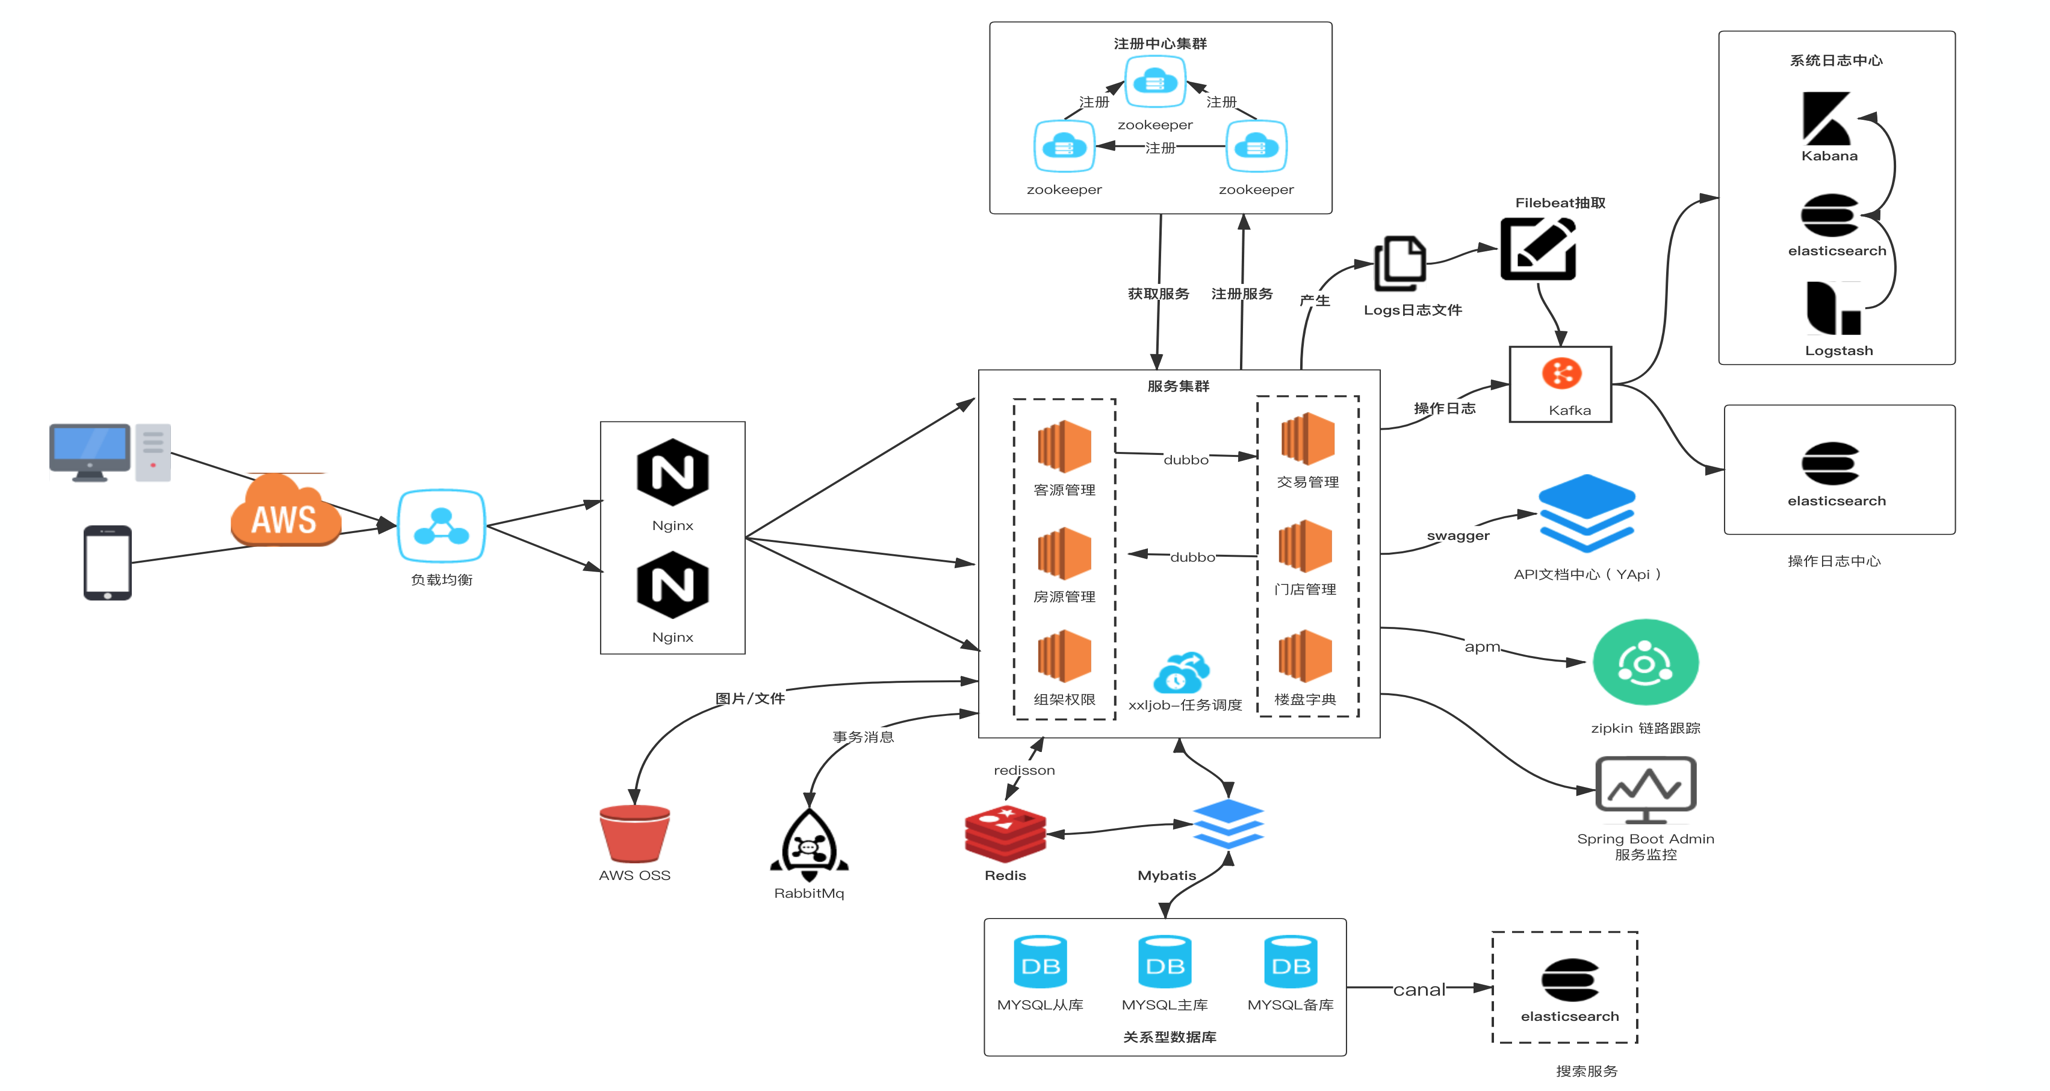 注册中心集群
注册
注册
zookeeper
注册
zookeeper
zookeeper
系统日志中心
Kabana
elasticsearch
Logstash
Filebeat抽取
Logs日志文件
获取服务
注册服务
产生
服务集群
操作日志
Kafka
elasticsearch
操作日志中心
AWS
负载均衡
N
Nginx
N
Nginx
客源管理
dubbo
交易管理
房源管理
dubbo
门店管理
组架权限
xxljob-任务调度
楼盘字典
swagger
API文档中心（YApi）
apm
zipkin 链路跟踪
Spring Boot Admin
服务监控
图片/文件
事务消息
redisson
AWS OSS
RabbitMq
Redis
Mybatis
DB
DB
DB
MYSQL从库
MYSQL主库
MYSQL备库
关系型数据库
canal
elasticsearch
搜索服务